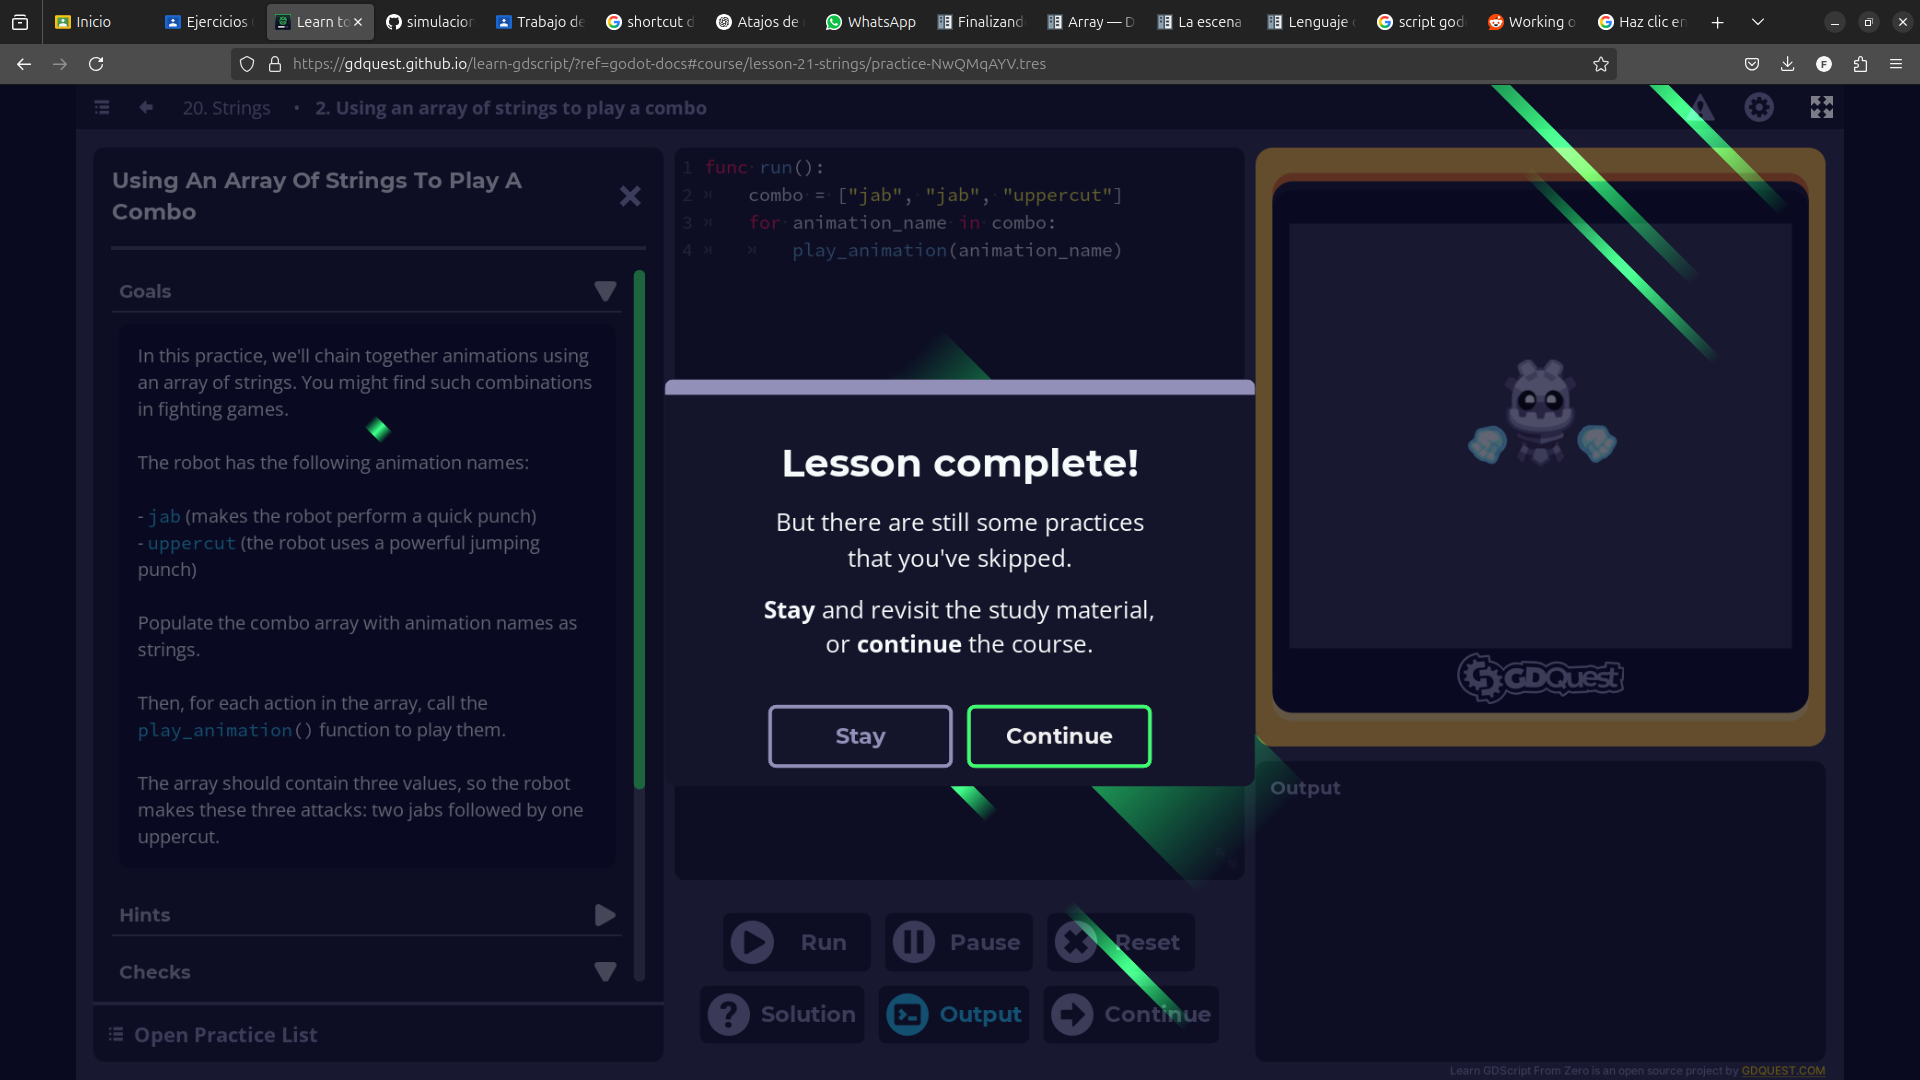 Inicio
Ejercicios
Learn to
simulacion
Trabajo de
shortcut d
Atajos de
WhatsApp
Finalizand
Array — D
La escena
Lenguaje
script god
Working o
Haz clic en
https://gdquest.github.io/learn-gdscript/?ref=godot-docs#course/lesson-21-strings/practice-NwQMqAYV.tres
20. Strings • 2. Using an array of strings to play a combo
Using An Array Of Strings To Play A
Combo
Goals
In this practice, we'll chain together animations using
an array of strings. You might find such combinations
in fighting games.
The robot has the following animation names:
- jab (makes the robot perform a quick punch)
- uppercut (the robot uses a powerful jumping
punch)
Populate the combo array with animation names as
strings.
Then, for each action in the array, call the
play_animation() function to play them.
The array should contain three values, so the robot
makes these three attacks: two jabs followed by one
uppercut.
Hints
Checks
Open Practice List
1 func run():
2 combo = ["jab", "jab", "uppercut"]
3 for animation_name in combo:
4 play_animation(animation_name)
Lesson complete!
But there are still some practices
that you've skipped.
Stay and revisit the study material,
or continue the course.
Stay
Continue
Run
Pause
Reset
Solution
Output
Continue
GDQuest
Output
Learn GDScript From Zero is an open source project by GDQUEST.COM